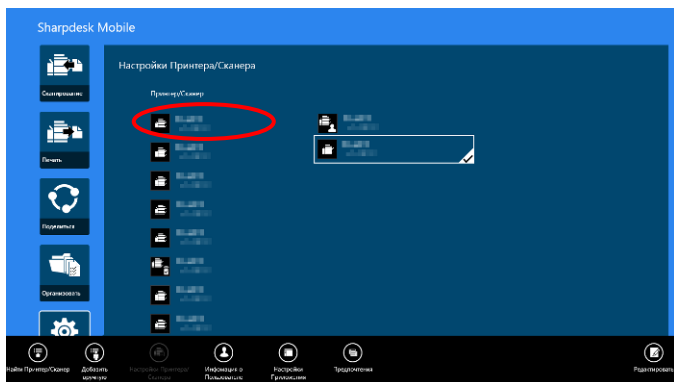 Sharpdesk Mobile
Настройки Принтера/Сканера
Принтер/Сканер
Сканирование
Печать
Поделиться
Организовать
Найти Принтер/Сканер
Добавить
вручную
Настройки Принтера/
Сканера
Информация о
Пользователе
Настройки
Приложения
Предпочтения
Редактировать